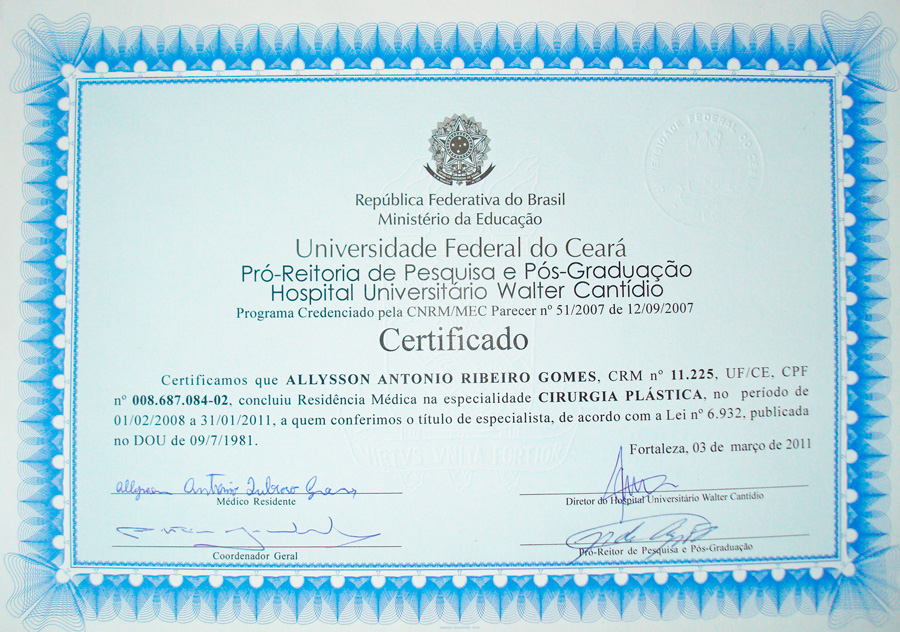 República Federativa do Brasil
Ministério da Educação
Universidade Federal do Ceará
Pró-Reitoria de Pesquisa e Pós-Graduação
Hospital Universitário Walter Cantídio
Programa Credenciado pela CNRM/MEC Parecer nº 51/2007 de 12/09/2007
Certificado
Certificamos que ALLYSSON ANTONIO RIBEIRO GOMES, CRM nº 11.225, UF/CE, CPF
nº 008.687.084-02, concluiu Residência Médica na especialidade CIRURGIA PLÁSTICA, no período de
01/02/2008 a 31/01/2011, a quem conferimos o título de especialista, de acordo com a Lei nº 6.932, publicada
no DOU de 09/7/1981.
Fortaleza, 03 de março de 2011
Médico Residente
Diretor do Hospital Universitário Walter Cantídio
Coordenador Geral
Pró-Reitor de Pesquisa e Pós-Graduação